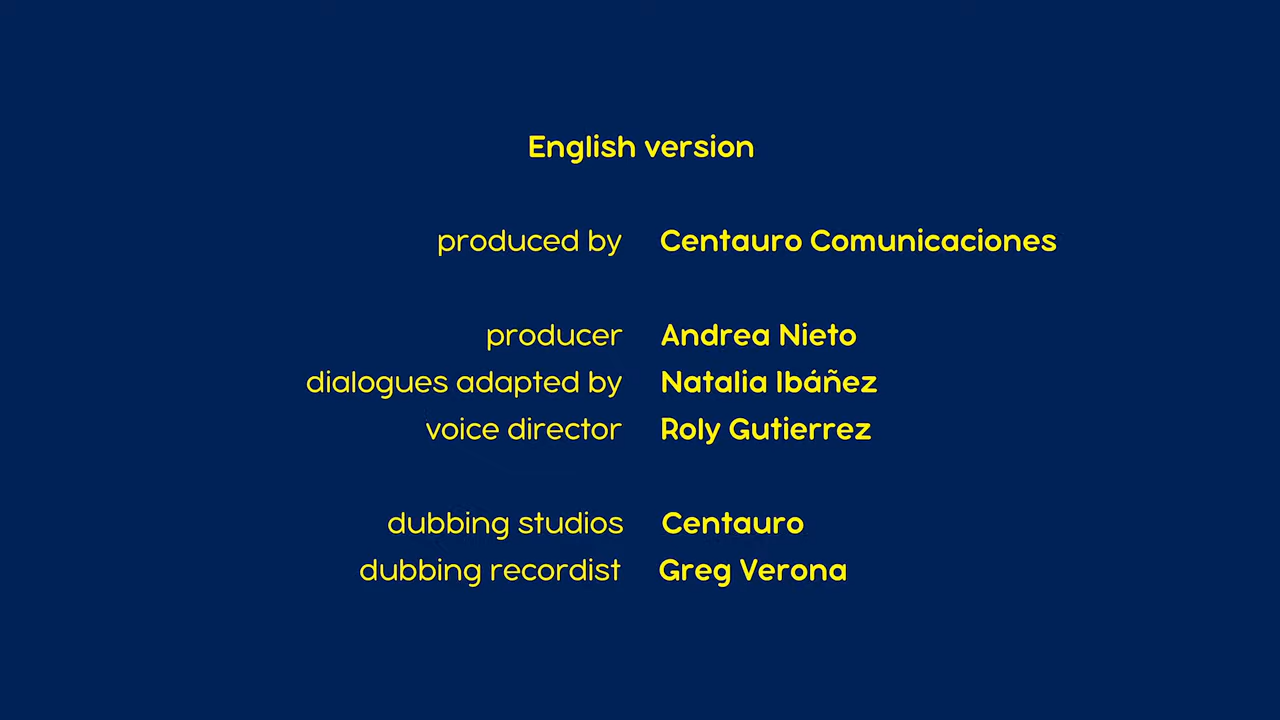 English version
produced by Centauro Comunicaciones
producer Andrea Nieto
dialogues adapted by Natalia Ibáñez
voice director Roly Gutierrez
dubbing studios Centauro
dubbing recordist Greg Verona